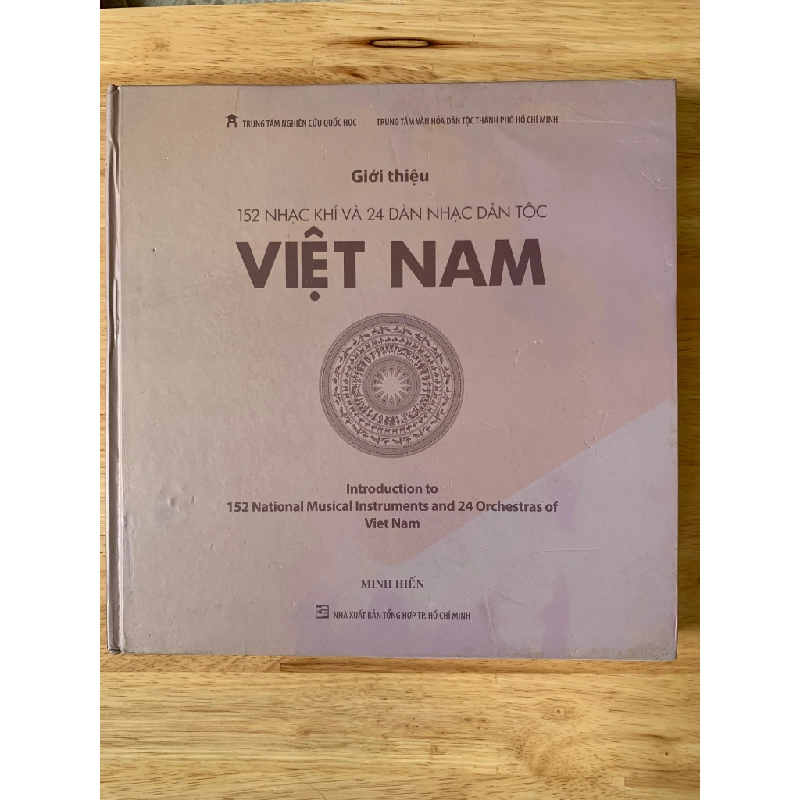 TRUNG TÂM NGHIÊN CỨU QUỐC HỌC TRUNG TÂM VĂN HÓA DÂN TỘC THÀNH PHỐ HỒ CHÍ MINH
Giới thiệu
152 NHẠC KHÍ VÀ 24 DÀN NHẠC DÂN TỘC
VIỆT NAM
Introduction to
152 National Musical Instruments and 24 Orchestras of
Viet Nam
MINH HIẾN
NHÀ XUẤT BẢN TỔNG HỢP TP. HỒ CHÍ MINH